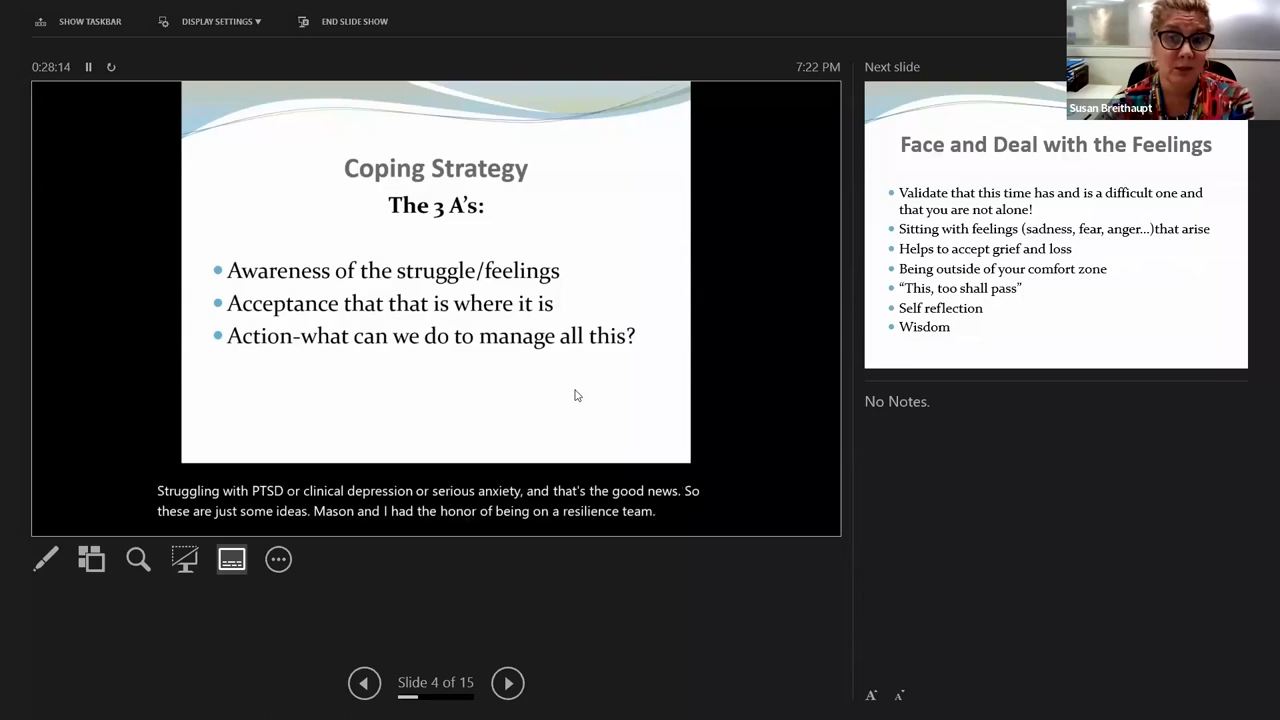 SHOW TASKBAR
DISPLAY SETTINGS ▼
END SLIDE SHOW
0:28:14
7:22 PM
Coping Strategy
The 3 A's:
• Awareness of the struggle/feelings
• Acceptance that that is where it is
• Action-what can we do to manage all this?
Struggling with PTSD or clinical depression or serious anxiety, and that's the good news. So
these are just some ideas. Mason and I had the honor of being on a resilience team.
Slide 4 of 15
Next slide
Susan Breithaupt
Face and Deal with the Feelings
• Validate that this time has and is a difficult one and
that you are not alone!
• Sitting with feelings (sadness, fear, anger...)that arise
• Helps to accept grief and loss
• Being outside of your comfort zone
• “This, too shall pass”
• Self reflection
• Wisdom
No Notes.
A A